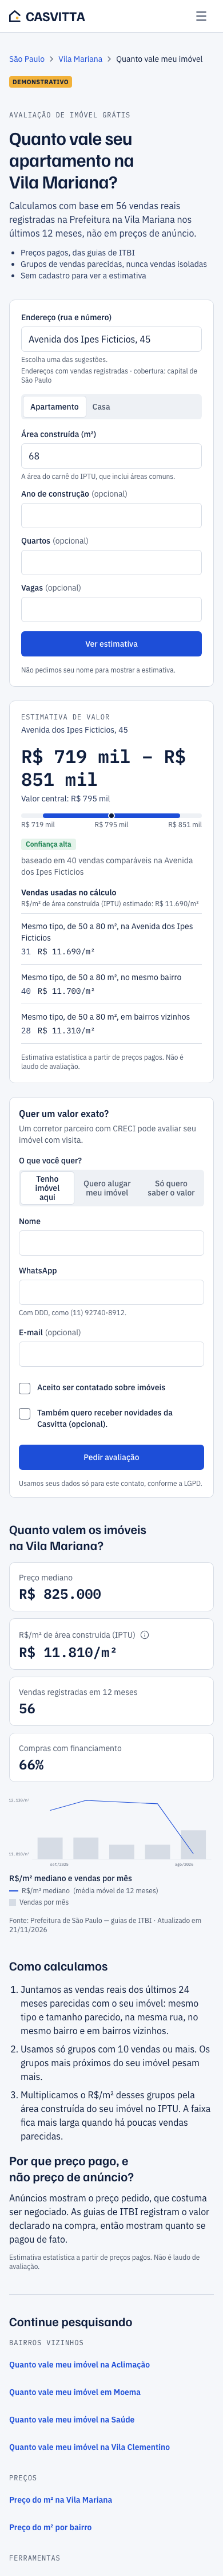 CASVITTA
São Paulo > Vila Mariana > Quanto vale meu imóvel
DEMONSTRATIVO
AVALIAÇÃO DE IMÓVEL GRÁTIS
Quanto vale seu
apartamento na
Vila Mariana?
Calculamos com base em 56 vendas reais
registradas na Prefeitura na Vila Mariana nos
últimos 12 meses, não em preços de anúncio.
• Preços pagos, das guias de ITBI
• Grupos de vendas parecidas, nunca vendas isoladas
• Sem cadastro para ver a estimativa
Endereço (rua e número)
Avenida dos Ipes Ficticios, 45
Escolha uma das sugestões.
Endereços com vendas registradas · cobertura: capital de
São Paulo
Apartamento Casa
Área construída (m²)
68
A área do carnê do IPTU, que inclui áreas comuns.
Ano de construção (opcional)
Quartos (opcional)
Vagas (opcional)
Ver estimativa
Não pedimos seu nome para mostrar a estimativa.
ESTIMATIVA DE VALOR
Avenida dos Ipes Ficticios, 45
R$ 719 mil – R$
851 mil
Valor central: R$ 795 mil
R$ 719 mil R$ 795 mil R$ 851 mil
Confiança alta
baseado em 40 vendas comparáveis na Avenida
dos Ipes Ficticios
Vendas usadas no cálculo
R$/m² de área construída (IPTU) estimado: R$ 11.690/m²
Mesmo tipo, de 50 a 80 m², na Avenida dos Ipes
Ficticios
31 R$ 11.690/m²
Mesmo tipo, de 50 a 80 m², no mesmo bairro
40 R$ 11.700/m²
Mesmo tipo, de 50 a 80 m², em bairros vizinhos
28 R$ 11.310/m²
Estimativa estatística a partir de preços pagos. Não é
laudo de avaliação.
Quer um valor exato?
Um corretor parceiro com CRECI pode avaliar seu
imóvel com visita.
O que você quer?
Tenho
imóvel
aqui
Quero alugar
meu imóvel
Só quero
saber o valor
Nome
WhatsApp
Com DDD, como (11) 92740-8912.
E-mail (opcional)
Aceito ser contatado sobre imóveis
Também quero receber novidades da
Casvitta (opcional).
Pedir avaliação
Usamos seus dados só para este contato, conforme a LGPD.
Quanto valem os imóveis
na Vila Mariana?
Preço mediano
R$ 825.000
R$/m² de área construída (IPTU)
R$ 11.810/m²
Vendas registradas em 12 meses
56
Compras com financiamento
66%
R$/m² mediano e vendas por mês
R$/m² mediano (média móvel de 12 meses)
Vendas por mês
Fonte: Prefeitura de São Paulo — guias de ITBI · Atualizado em
21/11/2026
Como calculamos
1. Juntamos as vendas reais dos últimos 24
meses parecidas com o seu imóvel: mesmo
tipo e tamanho parecido, na mesma rua, no
mesmo bairro e em bairros vizinhos.
2. Usamos só grupos com 10 vendas ou mais. Os
grupos mais próximos do seu imóvel pesam
mais.
3. Multiplicamos o R$/m² desses grupos pela
área construída do seu imóvel no IPTU. A faixa
fica mais larga quando há poucas vendas
parecidas.
Por que preço pago, e
não preço de anúncio?
Anúncios mostram o preço pedido, que costuma
ser negociado. As guias de ITBI registram o valor
declarado na compra, então mostram quanto se
pagou de fato.
Estimativa estatística a partir de preços pagos. Não é laudo de
avaliação.
Continue pesquisando
BAIRROS VIZINHOS
Quanto vale meu imóvel na Aclimação
Quanto vale meu imóvel em Moema
Quanto vale meu imóvel na Saúde
Quanto vale meu imóvel na Vila Clementino
PREÇOS
Preço do m² na Vila Mariana
Preço do m² por bairro
FERRAMENTAS